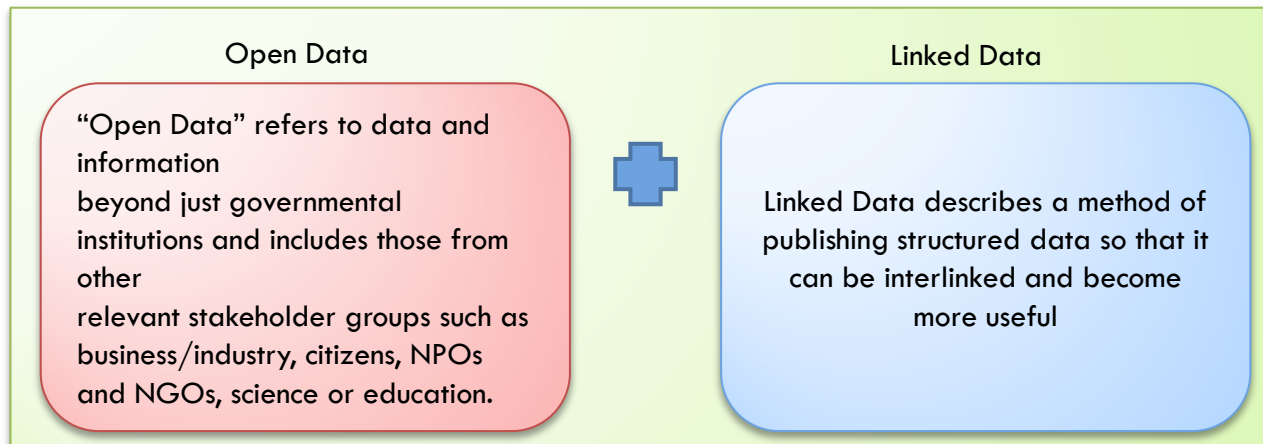 Open Data
“Open Data” refers to data and
information
beyond just governmental
institutions and includes those from
other
relevant stakeholder groups such as
business/industry, citizens, NPOs
and NGOs, science or education.
Linked Data
Linked Data describes a method of
publishing structured data so that it
can be interlinked and become
more useful